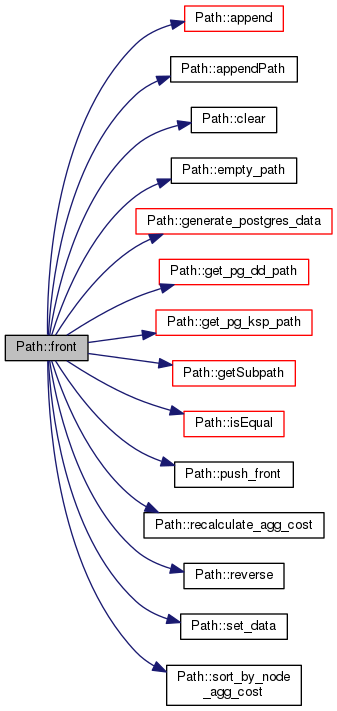 Path::append
Path::appendPath
Path::clear
Path::empty_path
Path::generate_postgres_data
Path::get_pg_dd_path
Path::get_pg_ksp_path
Path::front
Path::getSubpath
Path::isEqual
Path::push_front
Path::recalculate_agg_cost
Path::reverse
Path::set_data
Path::sort_by_node
_agg_cost